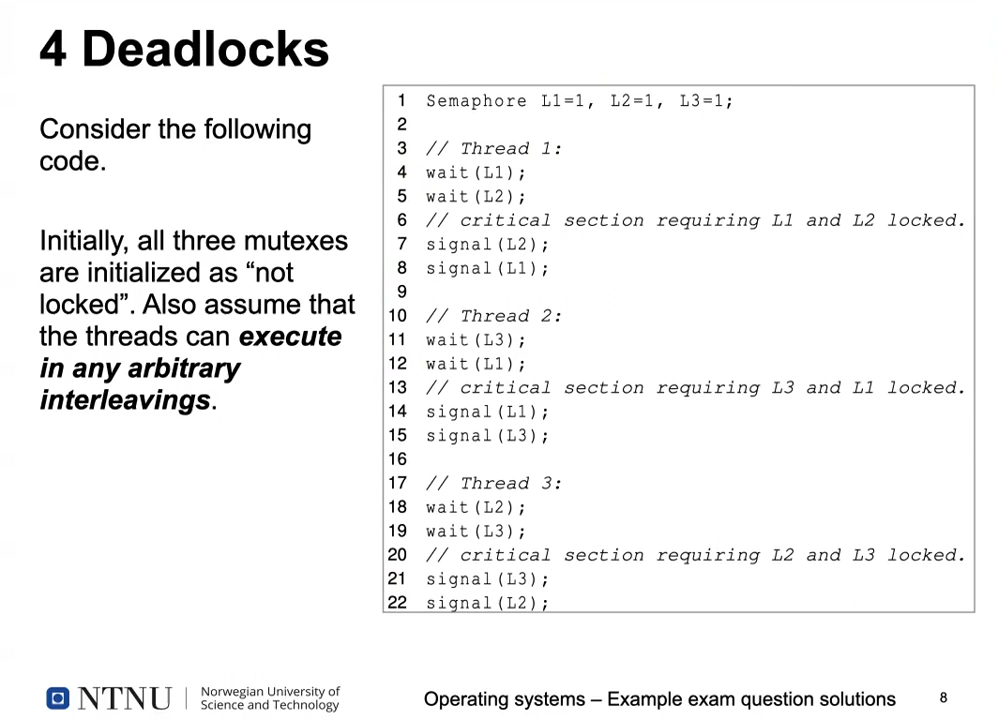 4 Deadlocks
Consider the following
code.
Initially, all three mutexes
are initialized as “not
locked”. Also assume that
the threads can execute
in any arbitrary
interleavings.
1 Semaphore L1=1, L2=1, L3=1;
2
3 // Thread 1:
4 wait(L1);
5 wait(L2);
6 // critical section requiring L1 and L2 locked.
7 signal(L2);
8 signal(L1);
9
10 // Thread 2:
11 wait(L3);
12 wait(L1);
13 // critical section requiring L3 and L1 locked.
14 signal(L1);
15 signal(L3);
16
17 // Thread 3:
18 wait(L2);
19 wait(L3);
20 // critical section requiring L2 and L3 locked.
21 signal(L3);
22 signal(L2);
NTNU
Norwegian University of
Science and Technology
Operating systems – Example exam question solutions
8